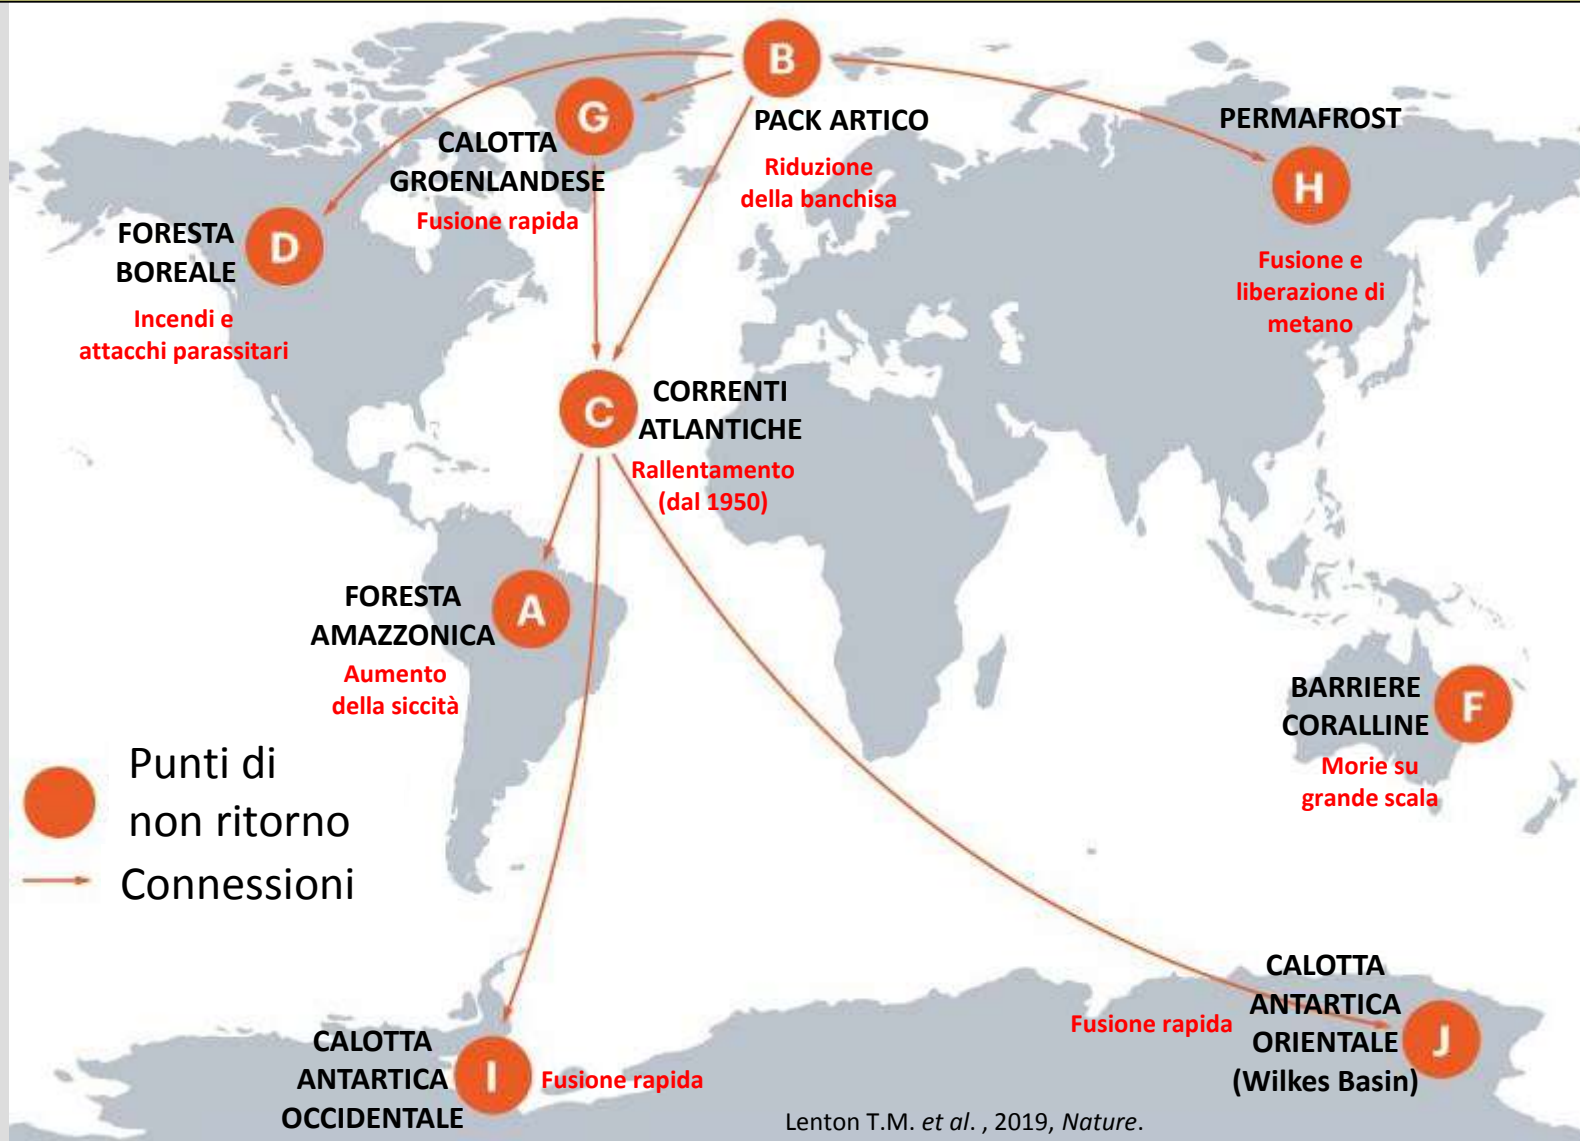 B
PACK ARTICO
Riduzione
della banchisa
G
CALOTTA
GROENLANDESE
Fusione rapida
PERMAFROST
H
Fusione e
liberazione di
metano
D
FORESTA
BOREALE
Incendi e
attacchi parassitari
C
CORRENTI
ATLANTICHE
Rallentamento
(dal 1950)
A
FORESTA
AMAZZONICA
Aumento
della siccità
F
BARRIERE
CORALLINE
Morie su
grande scala
Punti di
non ritorno
Connessioni
I
CALOTTA
ANTARTICA
OCCIDENTALE
Fusione rapida
J
CALOTTA
ANTARTICA
ORIENTALE
(Wilkes Basin)
Fusione rapida
Lenton T.M. et al. , 2019, Nature.